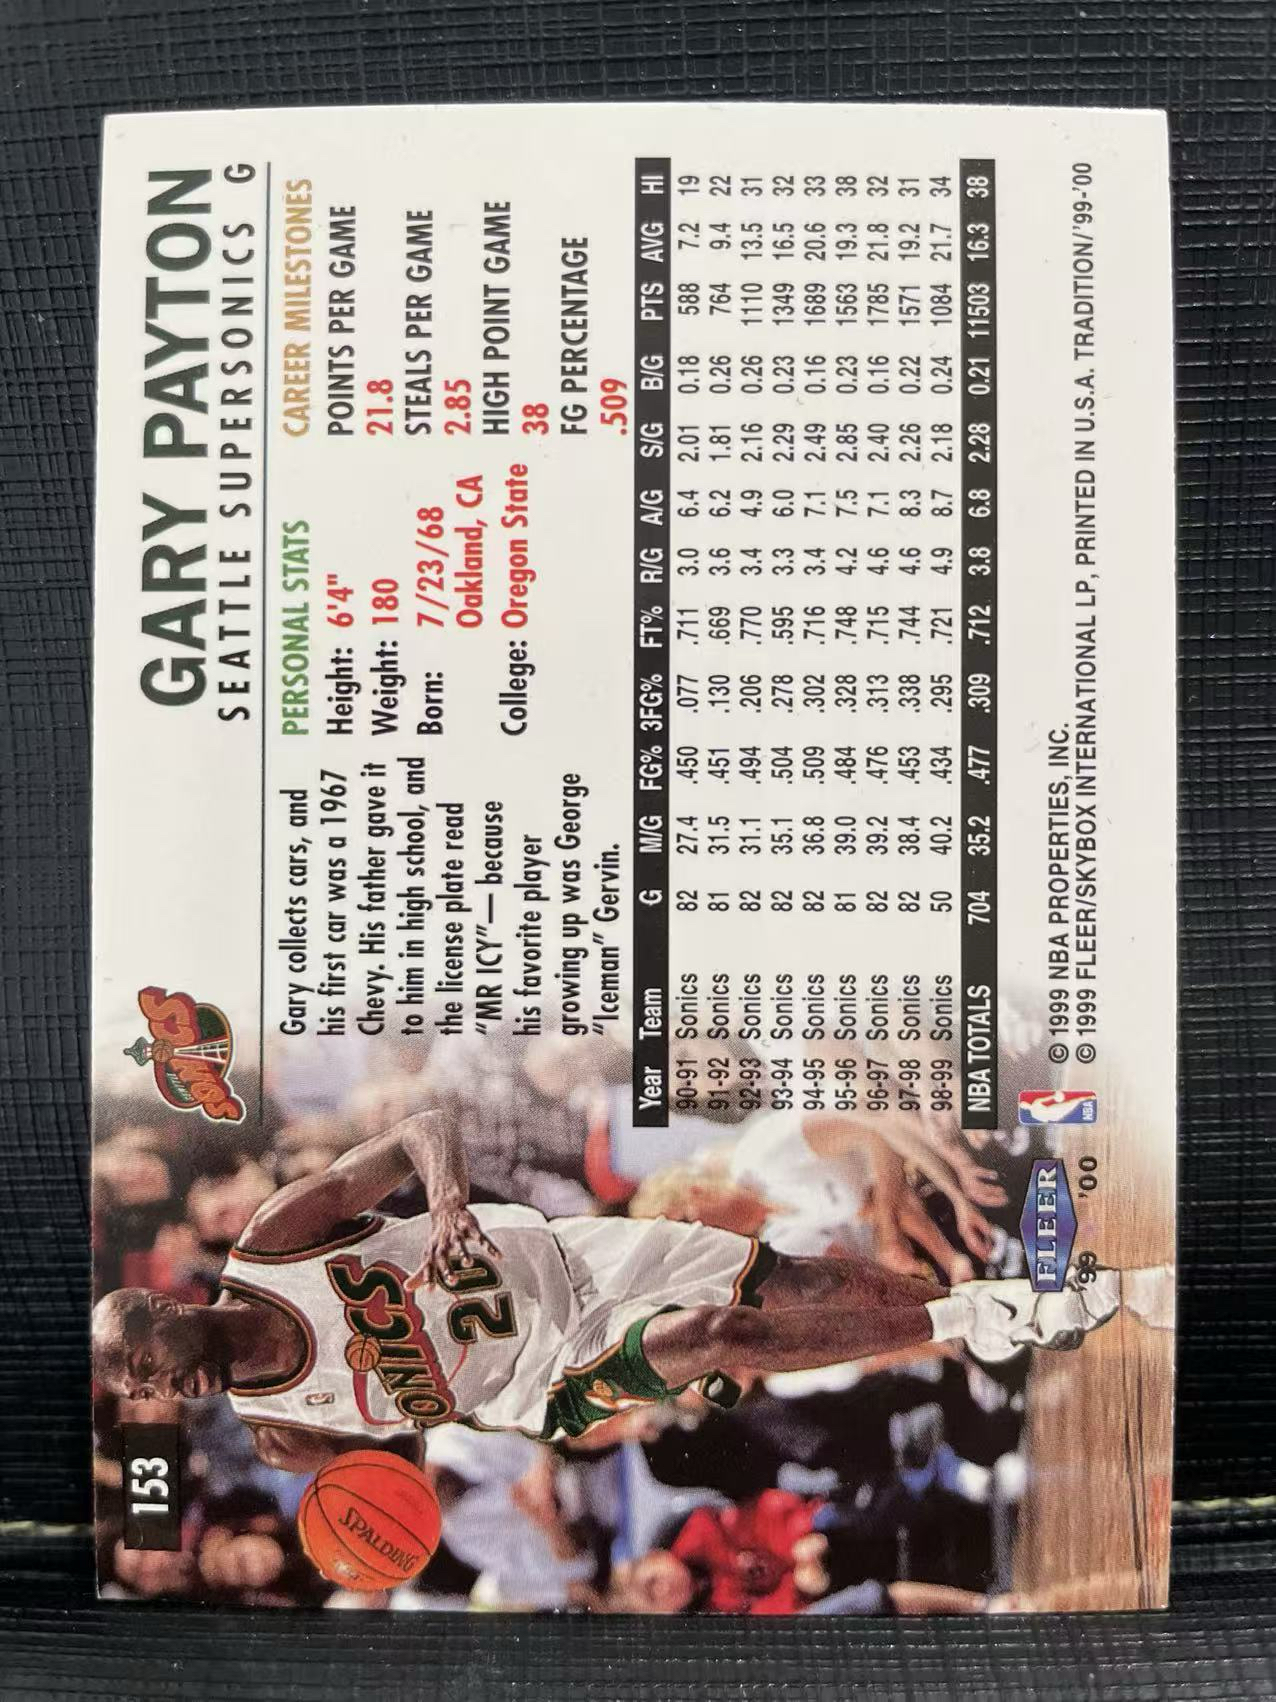 153
SEATTLE
SONICS
GARY PAYTON
SEATTLE SUPERSONICS G
Gary collects cars, and
his first car was a 1967
Chevy. His father gave it
to him in high school, and
the license plate read
"MR ICY"— because
his favorite player
growing up was George
"Iceman" Gervin.
PERSONAL STATS
Height: 6'4"
Weight: 180
Born: 7/23/68
Oakland, CA
College: Oregon State
CAREER MILESTONES
POINTS PER GAME
21.8
STEALS PER GAME
2.85
HIGH POINT GAME
38
FG PERCENTAGE
.509
Year Team G M/G FG% 3FG% FT% R/G A/G S/G B/G PTS AVG HI
90-91 Sonics 82 27.4 .450 .077 .711 3.0 6.4 2.01 0.18 588 7.2 19
91-92 Sonics 81 31.5 .451 .130 .669 3.6 6.2 1.81 0.26 764 9.4 22
92-93 Sonics 82 31.1 .494 .206 .770 3.4 4.9 2.16 0.26 1110 13.5 31
93-94 Sonics 82 35.1 .504 .278 .595 3.3 6.0 2.29 0.23 1349 16.5 32
94-95 Sonics 82 36.8 .509 .302 .716 3.4 7.1 2.49 0.16 1689 20.6 33
95-96 Sonics 81 39.0 .484 .328 .748 4.2 7.5 2.85 0.23 1563 19.3 38
96-97 Sonics 82 39.2 .476 .313 .715 4.6 7.1 2.40 0.16 1785 21.8 32
97-98 Sonics 82 38.4 .453 .338 .744 4.6 8.3 2.26 0.22 1571 19.2 31
98-99 Sonics 50 40.2 .434 .295 .721 4.9 8.7 2.18 0.24 1084 21.7 34
NBA TOTALS 704 35.2 .477 .309 .712 3.8 6.8 2.28 0.21 11503 16.3 38
SONICS
20
SPALDING
FLEER
'99 '00
NBA
© 1999 NBA PROPERTIES, INC.
© 1999 FLEER/SKYBOX INTERNATIONAL LP, PRINTED IN U.S.A. TRADITION/'99-'00